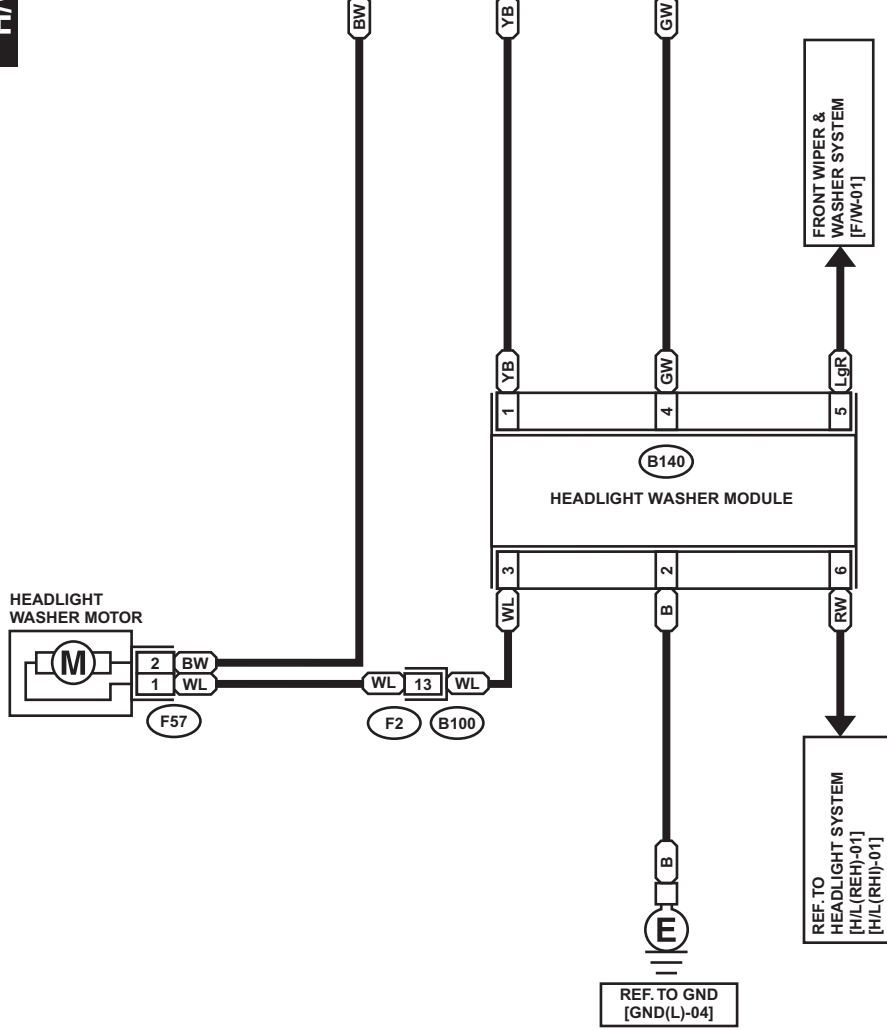 BW
YB
GW
FRONT WIPER &
WASHER SYSTEM
[F/W-01]
YB
GW
LgR
1
4
5
B140
HEADLIGHT WASHER MODULE
3
2
6
WL
B
RW
HEADLIGHT
WASHER MOTOR
M
2 BW
1 WL
WL 13 WL
F57
F2 B100
REF. TO
HEADLIGHT SYSTEM
[H/L(REH)-01]
[H/L(RHI)-01]
B
E
REF. TO GND
[GND(L)-04]